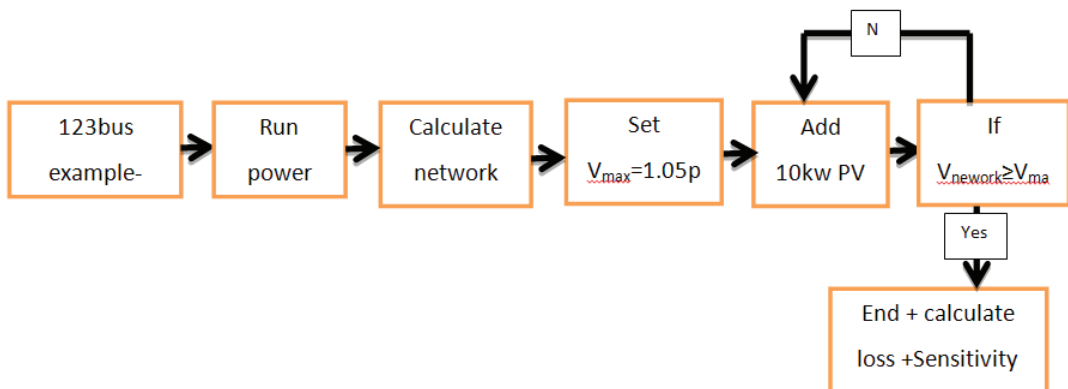 N
123bus
example-
Run
power
Calculate
network
Set
Vmax=1.05p
Add
10kw PV
If
Vnework≥Vma
Yes
End + calculate
loss +Sensitivity